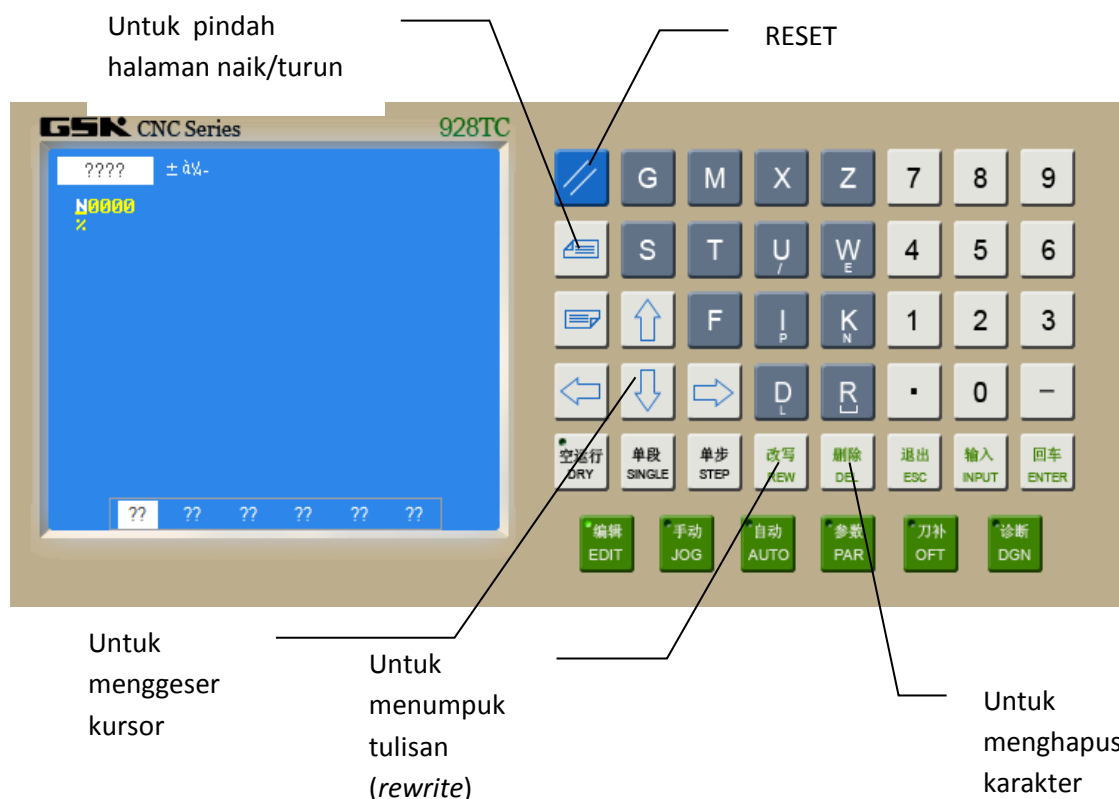 Untuk pindah
halaman naik/turun
RESET
GSK CNC Series 928TC
???? ± à¼-
N0000
%
G M X Z 7 8 9
S T U / W E 4 5 6
F I P K N 1 2 3
D L R . 0 −
空运行 单段 单步 改写 删除 退出 输入 回车
DRY SINGLE STEP REW DEL ESC INPUT ENTER
?? ?? ?? ?? ?? ??
编辑 手动 自动 参数 刀补 诊断
EDIT JOG AUTO PAR OFT DGN
Untuk
menggeser
kursor
Untuk
menumpuk
tulisan
(rewrite)
Untuk
menghapus
karakter